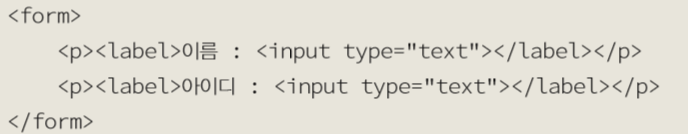 <form>
    <p><label>이름 : <input type="text"></label></p>
    <p><label>아이디 : <input type="text"></label></p>
</form>